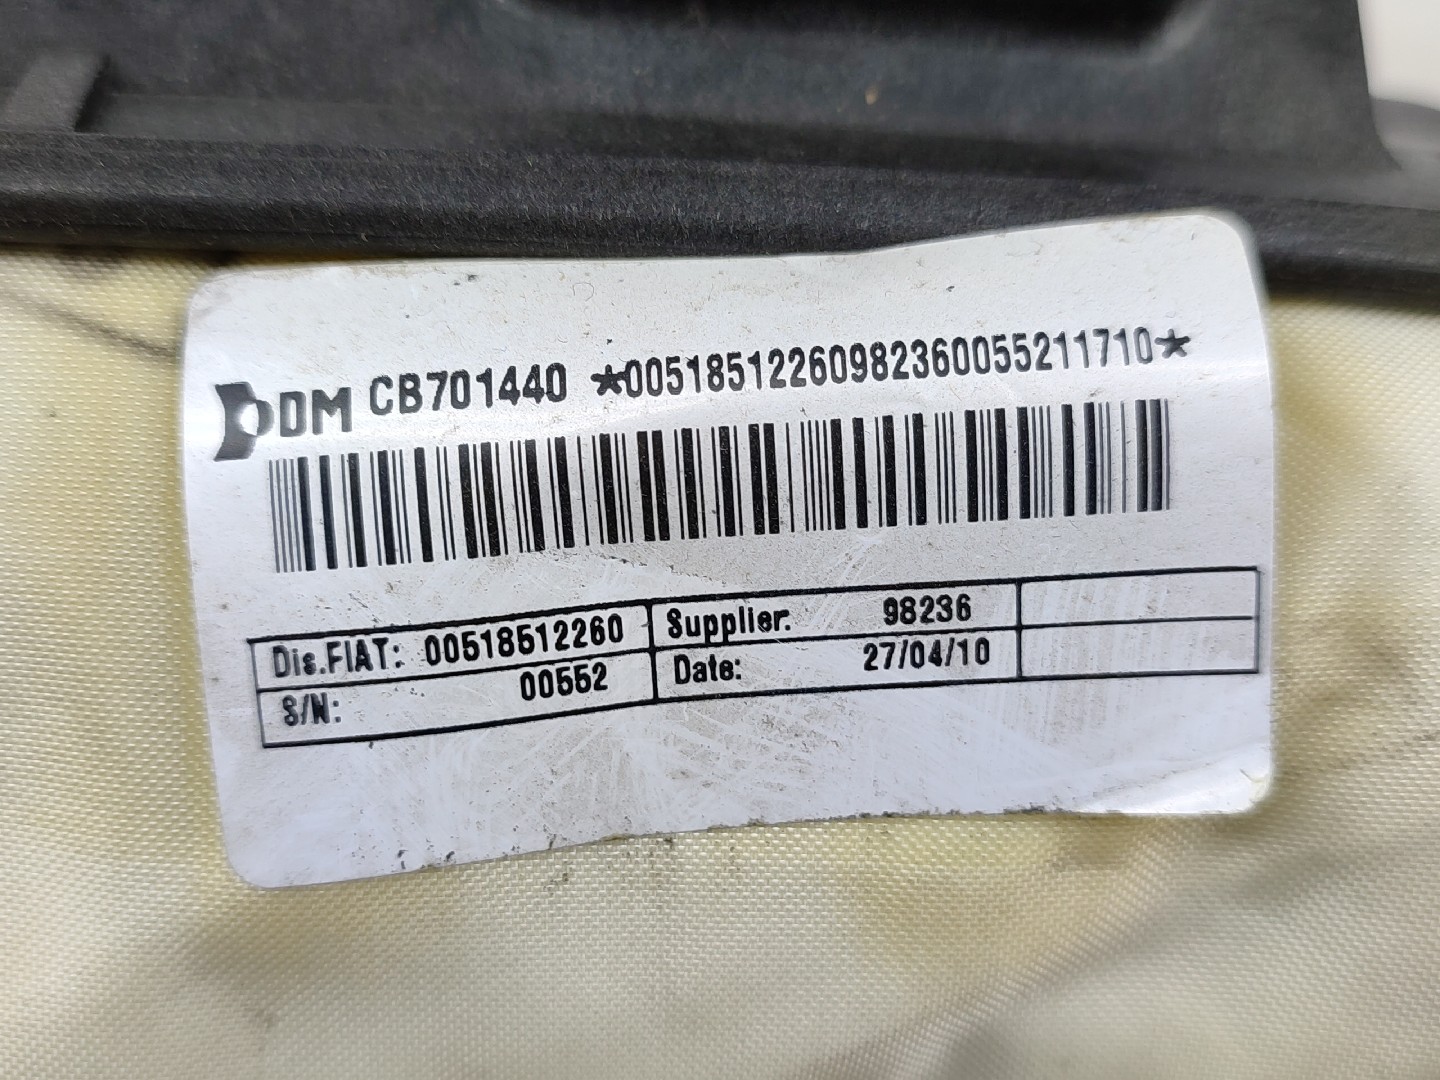 DM CB701440 *00518512260982360055211710*
Dis.FIAT: 00518512260 Supplier: 98236
S/N: 00552 Date: 27/04/10